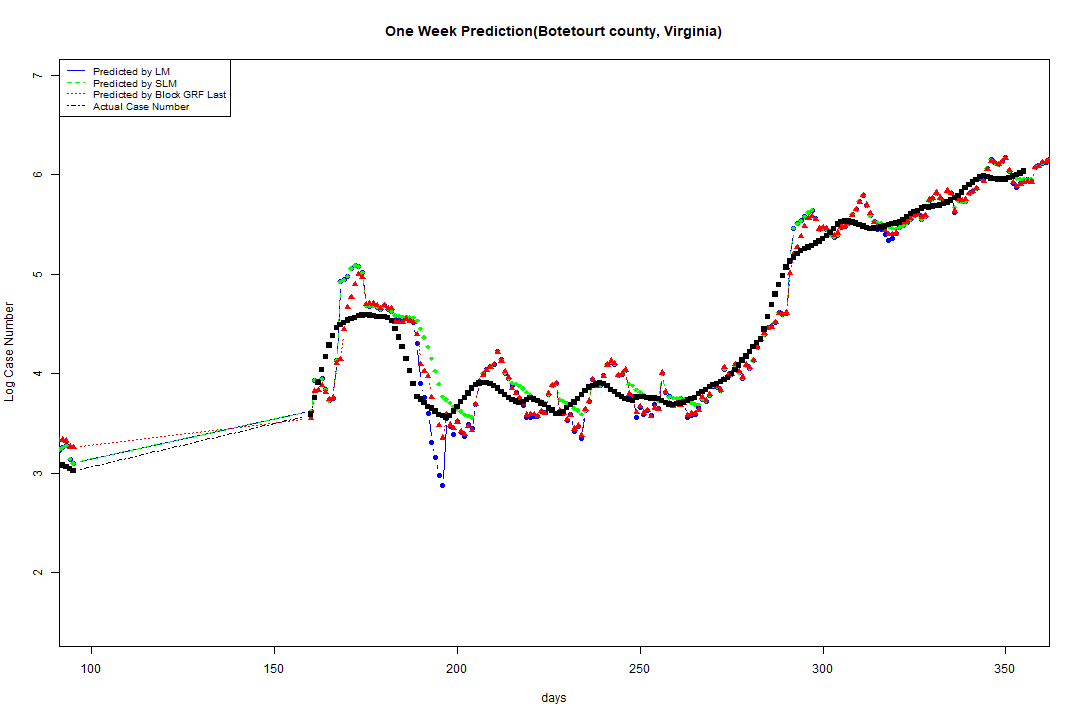 One Week Prediction(Botetourt county, Virginia)
Predicted by LM
Predicted by SLM
Predicted by Block GRF Last
Actual Case Number
7
6
5
4
3
2
Log Case Number
100 150 200 250 300 350
days